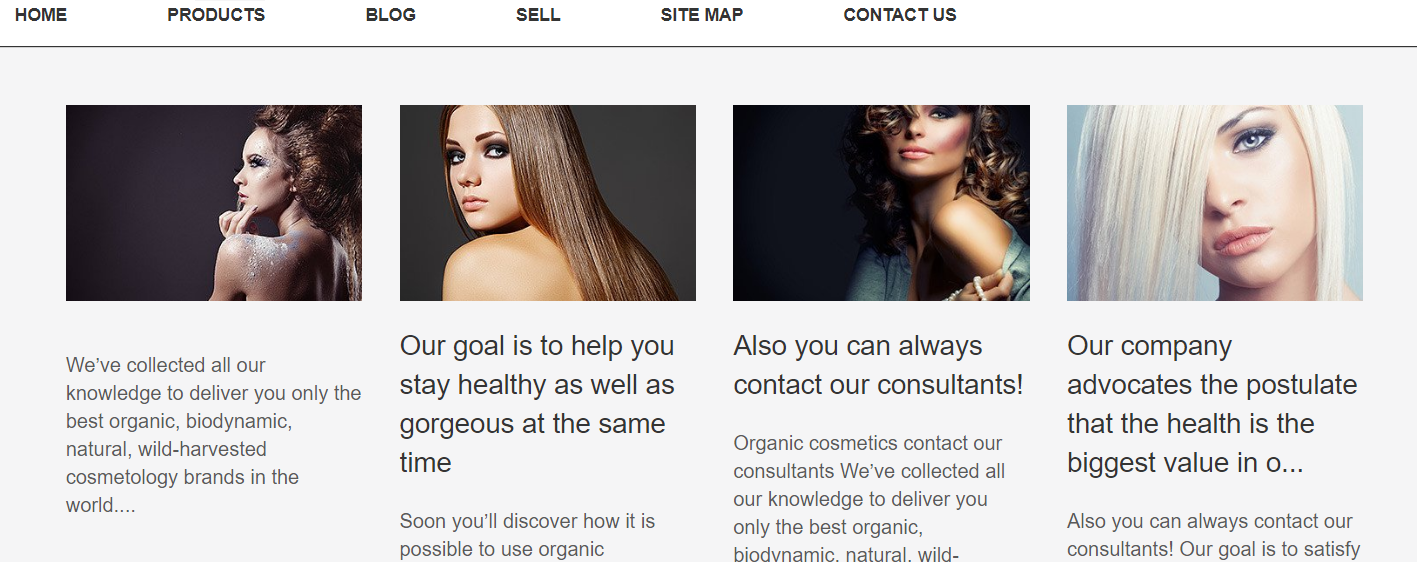 HOME PRODUCTS BLOG SELL SITE MAP CONTACT US
We’ve collected all our
knowledge to deliver you only the
best organic, biodynamic,
natural, wild-harvested
cosmetology brands in the
world....
Our goal is to help you
stay healthy as well as
gorgeous at the same
time
Soon you’ll discover how it is
possible to use organic
Also you can always
contact our consultants!
Organic cosmetics contact our
consultants We’ve collected all
our knowledge to deliver you
only the best organic,
biodynamic, natural, wild-
Our company
advocates the postulate
that the health is the
biggest value in o...
Also you can always contact our
consultants! Our goal is to satisfy